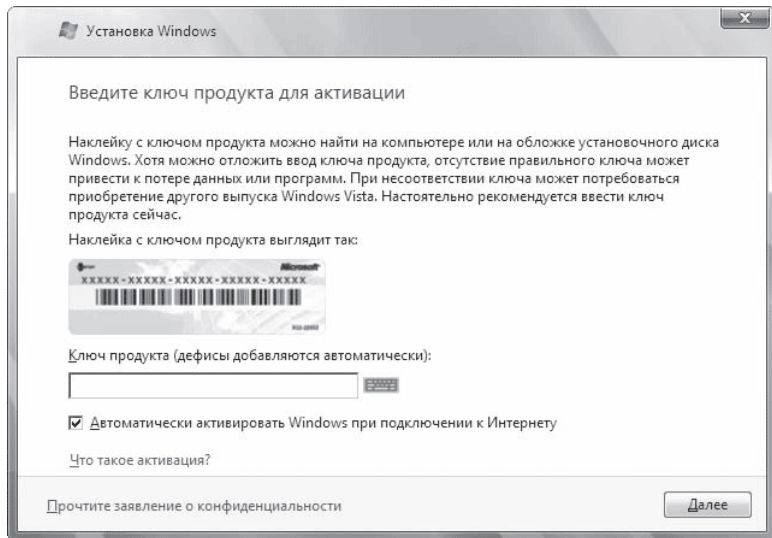 Установка Windows
Введите ключ продукта для активации
Наклейку с ключом продукта можно найти на компьютере или на обложке установочного диска
Windows. Хотя можно отложить ввод ключа продукта, отсутствие правильного ключа может
привести к потере данных или программ. При несоответствии ключа может потребоваться
приобретение другого выпуска Windows Vista. Настоятельно рекомендуется ввести ключ
продукта сейчас.
Наклейка с ключом продукта выглядит так:
Microsoft
XXXXX-XXXXX-XXXXX-XXXXX-XXXXX
Ключ продукта (дефисы добавляются автоматически):
Автоматически активировать Windows при подключении к Интернету
Что такое активация?
Прочтите заявление о конфиденциальности
Далее